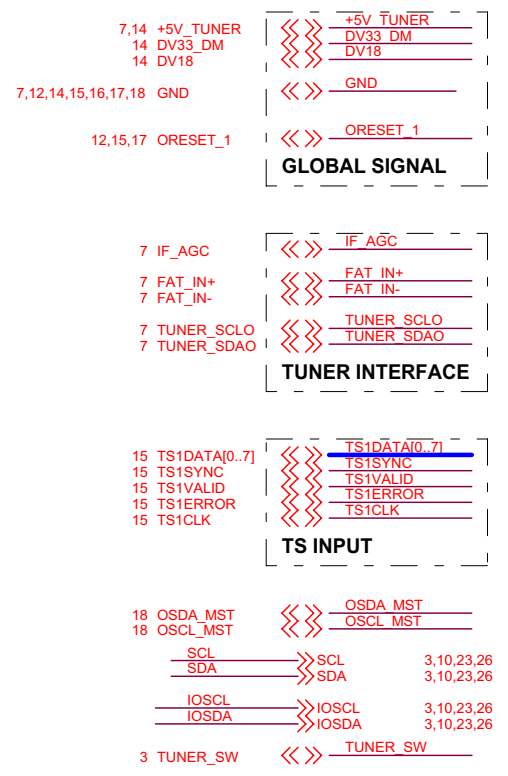 7,14 +5V_TUNER +5V_TUNER
14 DV33_DM DV33_DM
14 DV18 DV18
7,12,14,15,16,17,18 GND GND
12,15,17 ORESET_1 ORESET_1
GLOBAL SIGNAL
7 IF_AGC IF_AGC
7 FAT_IN+ FAT_IN+
7 FAT_IN- FAT_IN-
7 TUNER_SCLO TUNER_SCLO
7 TUNER_SDAO TUNER_SDAO
TUNER INTERFACE
15 TS1DATA[0..7] TS1DATA[0..7]
15 TS1SYNC TS1SYNC
15 TS1VALID TS1VALID
15 TS1ERROR TS1ERROR
15 TS1CLK TS1CLK
TS INPUT
18 OSDA_MST OSDA_MST
18 OSCL_MST OSCL_MST
SCL SCL 3,10,23,26
SDA SDA 3,10,23,26
IOSCL IOSCL 3,10,23,26
IOSDA IOSDA 3,10,23,26
3 TUNER_SW TUNER_SW